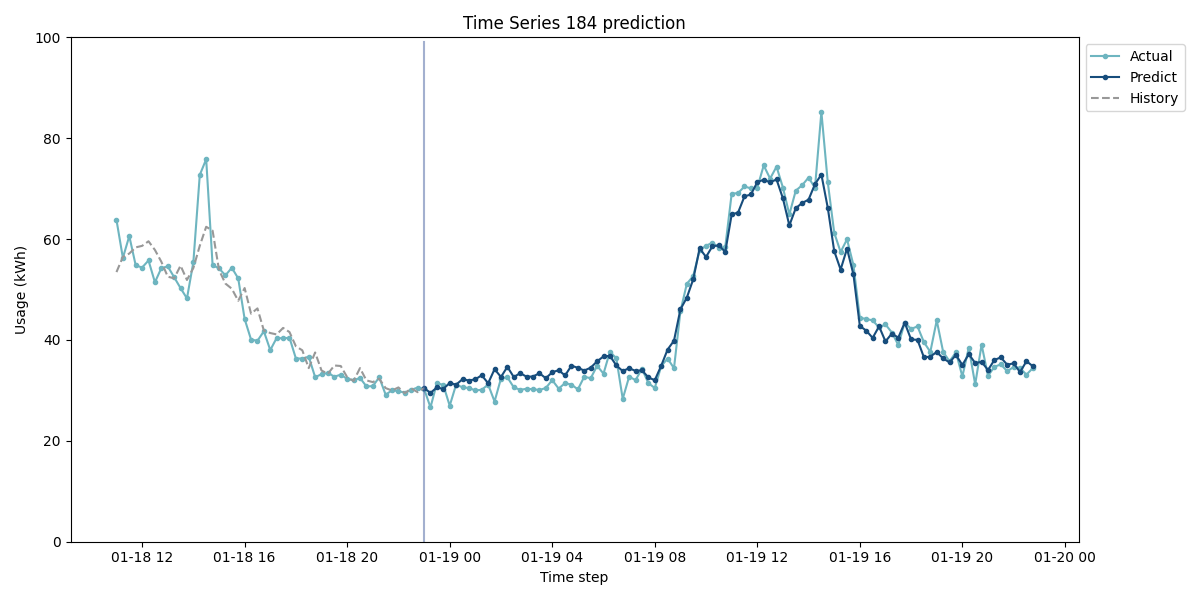 Time Series 184 prediction
100
80
60
40
20
0
Usage (kWh)
01-18 12
01-18 16
01-18 20
01-19 00
01-19 04
01-19 08
01-19 12
01-19 16
01-19 20
01-20 00
Time step
Actual
Predict
History